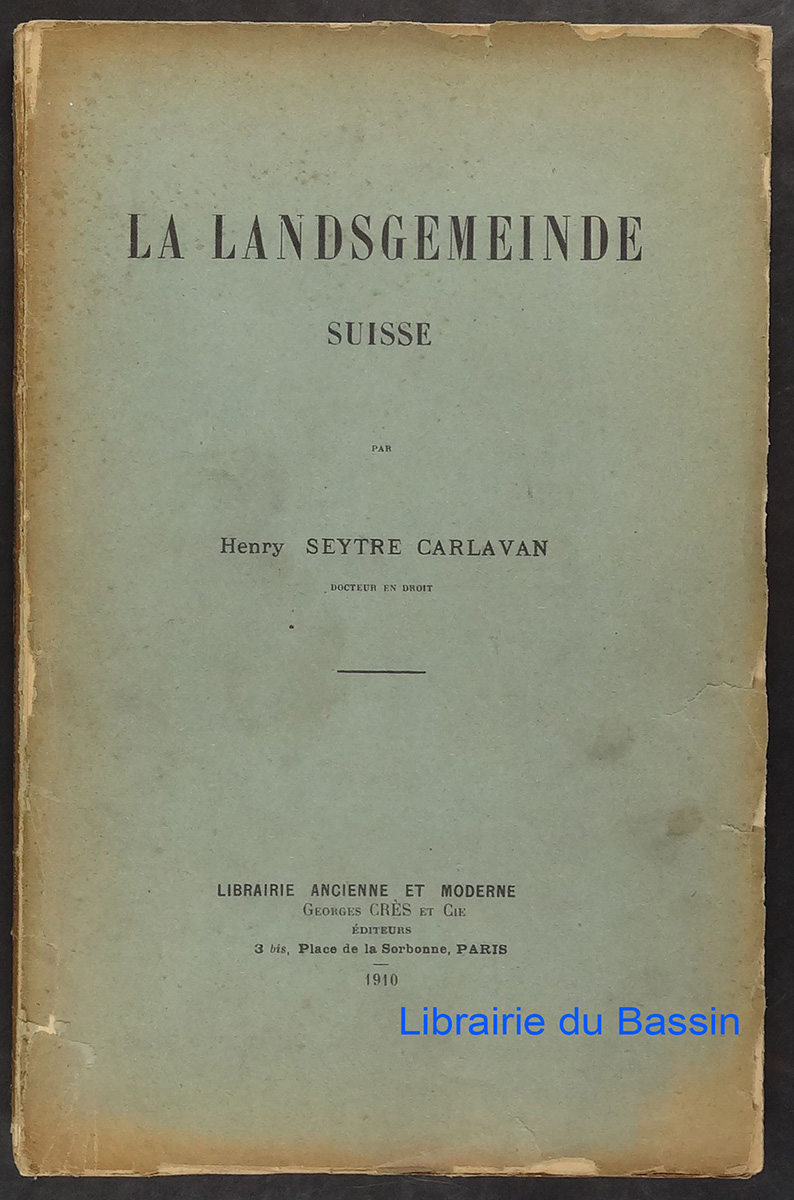 LA LANDSGEMEINDE
SUISSE
PAR
Henry SEYTRE CARLAVAN
DOCTEUR EN DROIT
LIBRAIRIE ANCIENNE ET MODERNE
GEORGES CRÈS ET CIE
ÉDITEURS
3 bis, Place de la Sorbonne, PARIS
1910
Librairie du Bassin